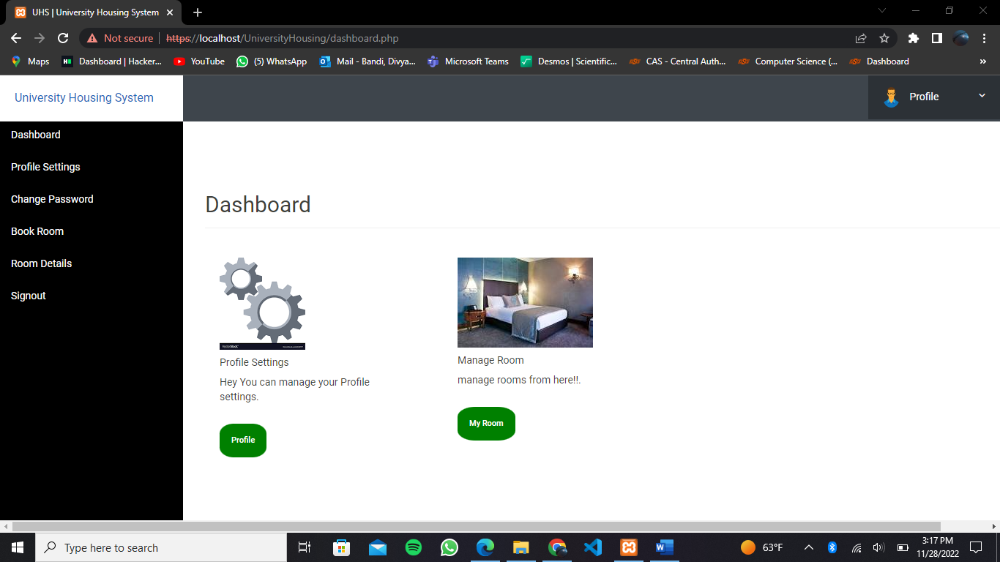 UHS | University Housing System
Not secure | https://localhost/UniversityHousing/dashboard.php
Maps
Dashboard | Hacker...
YouTube
(5) WhatsApp
Mail - Bandi, Divya...
Microsoft Teams
Desmos | Scientific...
CAS - Central Auth...
Computer Science (...
Dashboard
»
University Housing System
Profile
Dashboard
Profile Settings
Change Password
Book Room
Room Details
Signout
Dashboard
Profile Settings
Hey You can manage your Profile
settings.
Profile
Manage Room
manage rooms from here!!.
My Room
Type here to search
63°F
3:17 PM
11/28/2022